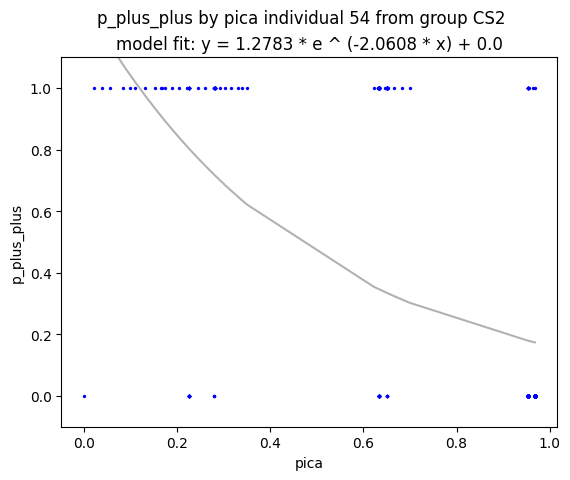 p_plus_plus by pica individual 54 from group CS2
model fit: y = 1.2783 * e ^ (-2.0608 * x) + 0.0
1.0
0.8
0.6
0.4
0.2
0.0
p_plus_plus
0.0 0.2 0.4 0.6 0.8 1.0
pica